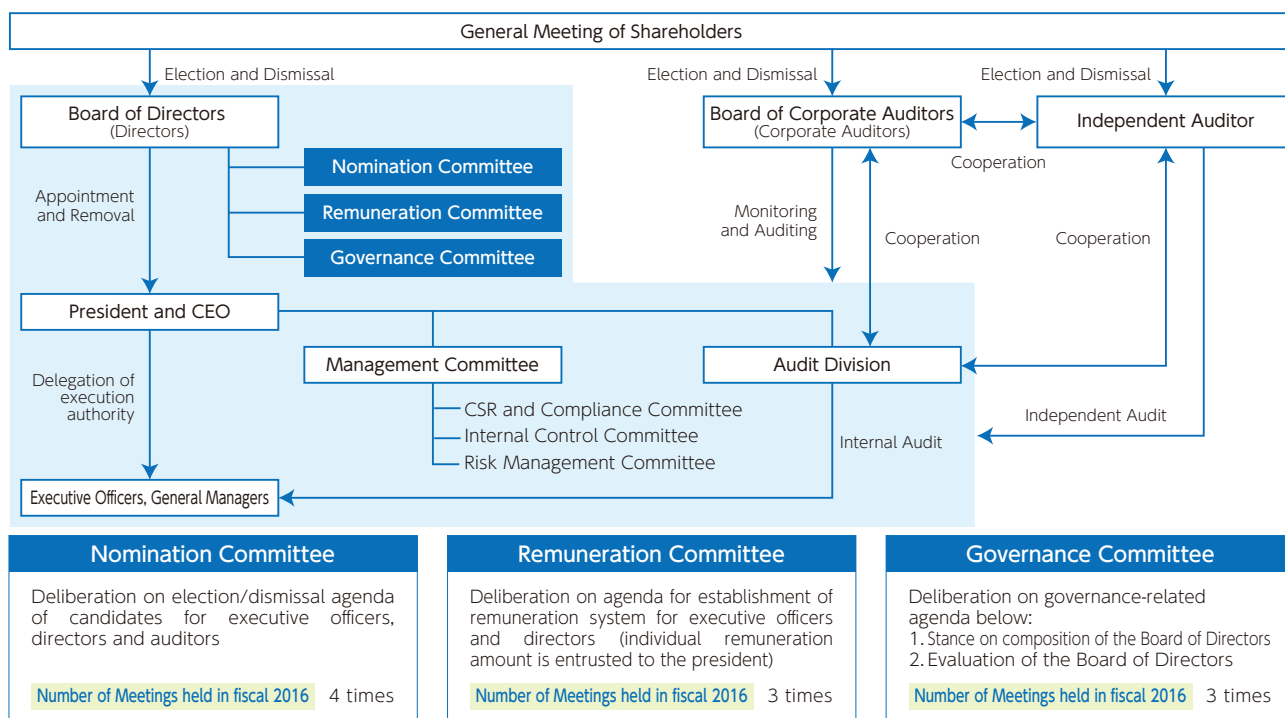 General Meeting of Shareholders
Election and Dismissal
Election and Dismissal
Election and Dismissal
Board of Directors
(Directors)
Board of Corporate Auditors
(Corporate Auditors)
Independent Auditor
Cooperation
Nomination Committee
Remuneration Committee
Governance Committee
Appointment
and Removal
Monitoring
and Auditing
Cooperation
Cooperation
President and CEO
Management Committee
Audit Division
Delegation of
execution
authority
CSR and Compliance Committee
Internal Control Committee
Risk Management Committee
Internal Audit
Independent Audit
Executive Officers, General Managers
Nomination Committee
Deliberation on election/dismissal agenda
of candidates for executive officers,
directors and auditors
Number of Meetings held in fiscal 2016 4 times
Remuneration Committee
Deliberation on agenda for establishment of
remuneration system for executive officers
and directors (individual remuneration
amount is entrusted to the president)
Number of Meetings held in fiscal 2016 3 times
Governance Committee
Deliberation on governance-related
agenda below:
1. Stance on composition of the Board of Directors
2. Evaluation of the Board of Directors
Number of Meetings held in fiscal 2016 3 times